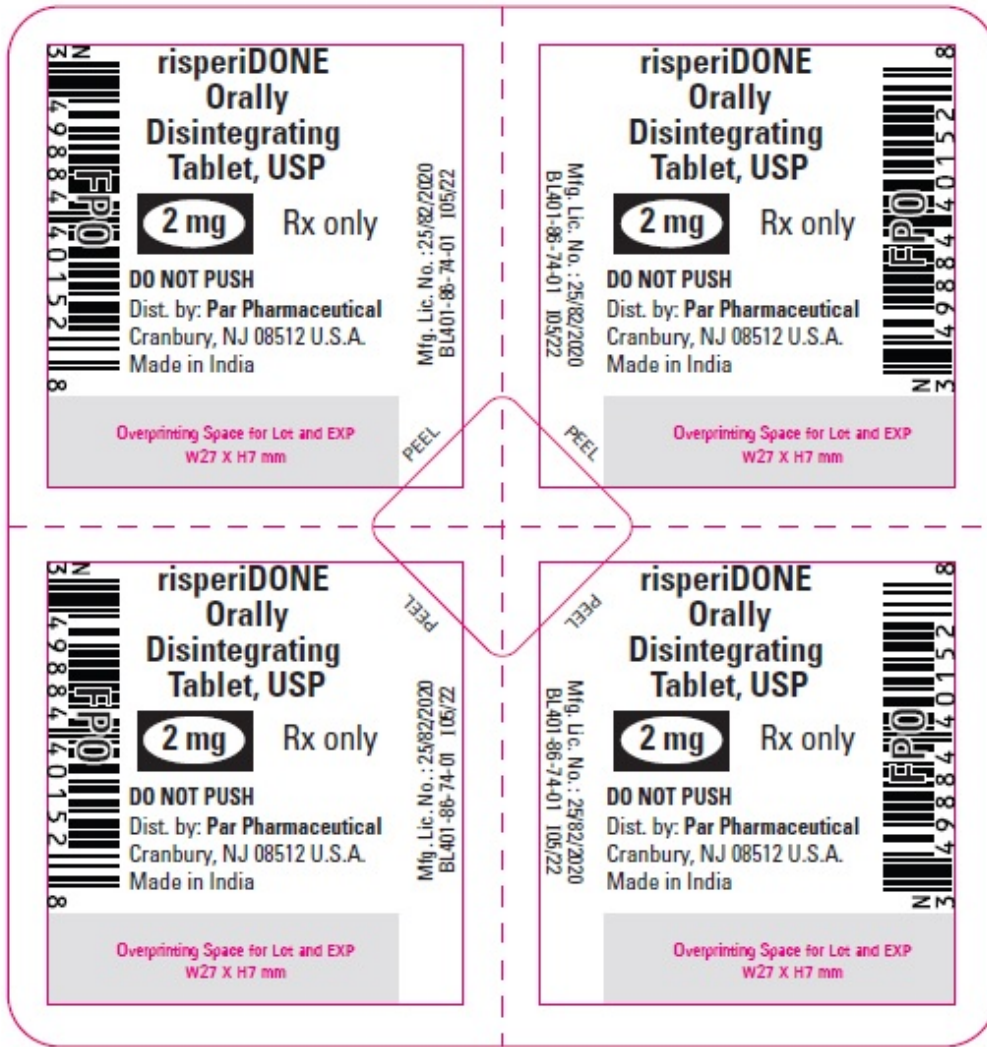 risperiDONE
Orally
Disintegrating
Tablet, USP
2 mg Rx only
DO NOT PUSH
Dist. by: Par Pharmaceutical
Cranbury, NJ 08512 U.S.A.
Made in India
Overprinting Space for Lot and EXP
W27 X H7 mm
N
3 49884 40152 8
FPO
Mfg. Lic. No. :25/82/2020
BL401-86-74-01 105/22
PEEL
risperiDONE
Orally
Disintegrating
Tablet, USP
2 mg Rx only
DO NOT PUSH
Dist. by: Par Pharmaceutical
Cranbury, NJ 08512 U.S.A.
Made in India
Overprinting Space for Lot and EXP
W27 X H7 mm
Mfg. Lic. No. : 25/82/2020
BL401-86-74-01 105/22
N
3 49884 40152 8
FPO
PEEL
risperiDONE
Orally
Disintegrating
Tablet, USP
2 mg Rx only
DO NOT PUSH
Dist. by: Par Pharmaceutical
Cranbury, NJ 08512 U.S.A.
Made in India
Overprinting Space for Lot and EXP
W27 X H7 mm
N
3 49884 40152 8
FPO
Mfg. Lic. No. : 25/82/2020
BL401-86-74-01 105/22
PEEL
risperiDONE
Orally
Disintegrating
Tablet, USP
2 mg Rx only
DO NOT PUSH
Dist. by: Par Pharmaceutical
Cranbury, NJ 08512 U.S.A.
Made in India
Overprinting Space for Lot and EXP
W27 X H7 mm
Mfg. Lic. No. : 25/82/2020
BL401-86-74-01 105/22
N
3 49884 40152 8
FPO
PEEL